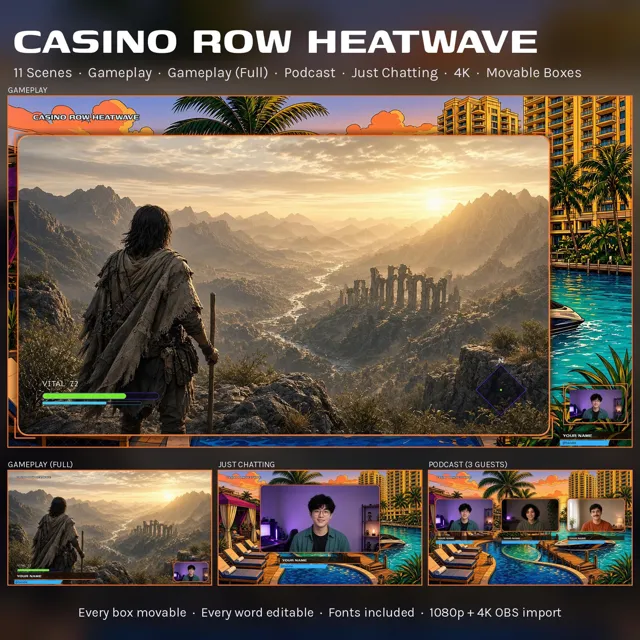 CASINO ROW HEATWAVE
11 Scenes · Gameplay · Gameplay (Full) · Podcast · Just Chatting · 4K · Movable Boxes
GAMEPLAY
CASINO ROW HEATWAVE
VITAL 72
YOUR NAME
GAMEPLAY (FULL)
JUST CHATTING
PODCAST (3 GUESTS)
YOUR NAME
YOUR NAME
Every box movable · Every word editable · Fonts included · 1080p + 4K OBS import